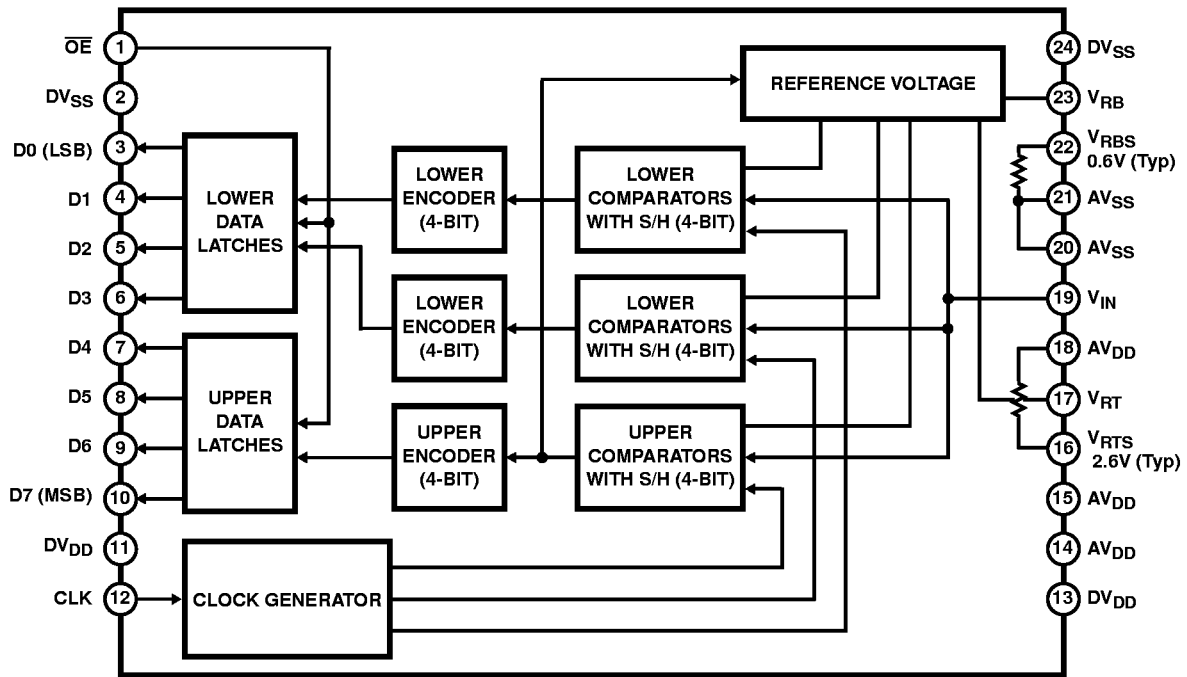 OE
1
DVSS
2
D0 (LSB)
3
D1
4
D2
5
D3
6
D4
7
D5
8
D6
9
D7 (MSB)
10
DVDD
11
CLK
12
LOWER
DATA
LATCHES
UPPER
DATA
LATCHES
CLOCK GENERATOR
LOWER
ENCODER
(4-BIT)
LOWER
ENCODER
(4-BIT)
UPPER
ENCODER
(4-BIT)
LOWER
COMPARATORS
WITH S/H (4-BIT)
LOWER
COMPARATORS
WITH S/H (4-BIT)
UPPER
COMPARATORS
WITH S/H (4-BIT)
REFERENCE VOLTAGE
24
DVSS
23
VRB
22
VRBS
0.6V (Typ)
21
AVSS
20
AVSS
19
VIN
18
AVDD
17
VRT
16
VRTS
2.6V (Typ)
15
AVDD
14
AVDD
13
DVDD